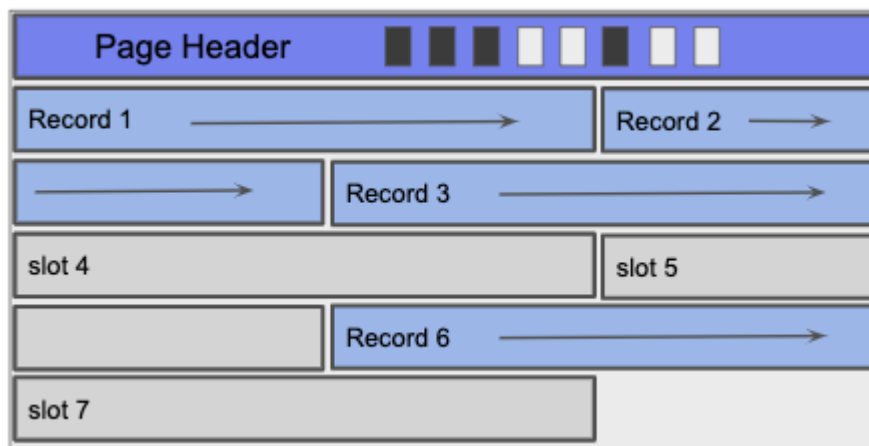 Page Header
Record 1
Record 2
Record 3
slot 4
slot 5
Record 6
slot 7